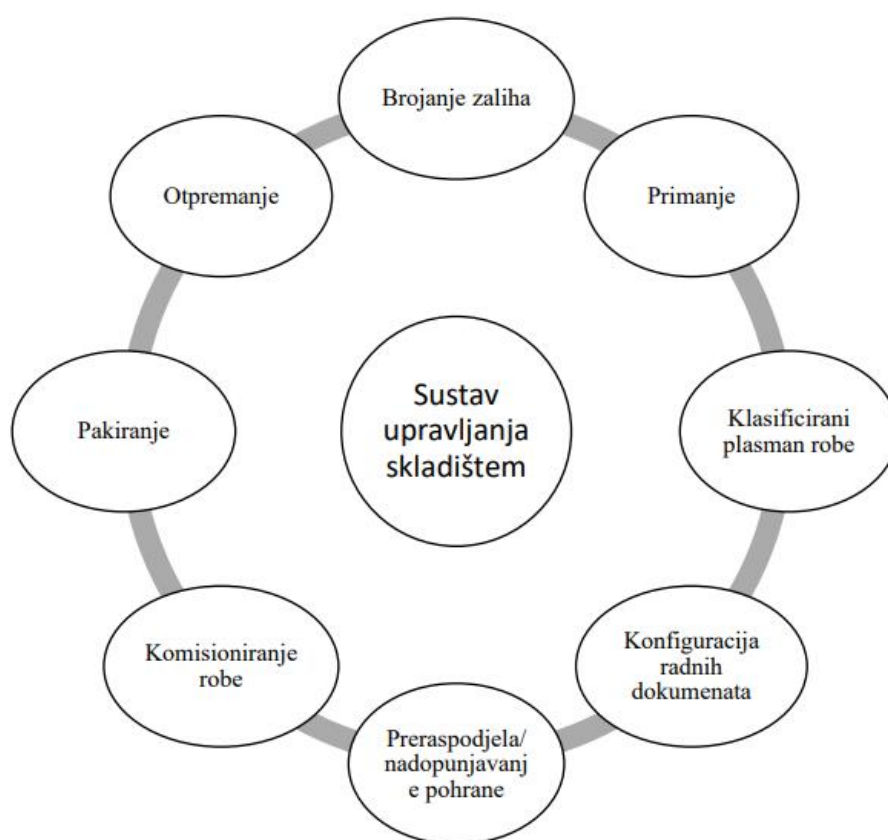 Brojanje zaliha
Primanje
Klasificirani
plasman robe
Konfiguracija
radnih
dokumenata
Preraspodjela/
nadopunjavanj
e pohrane
Komisioniranje
robe
Pakiranje
Otpremanje
Sustav
upravljanja
skladištem